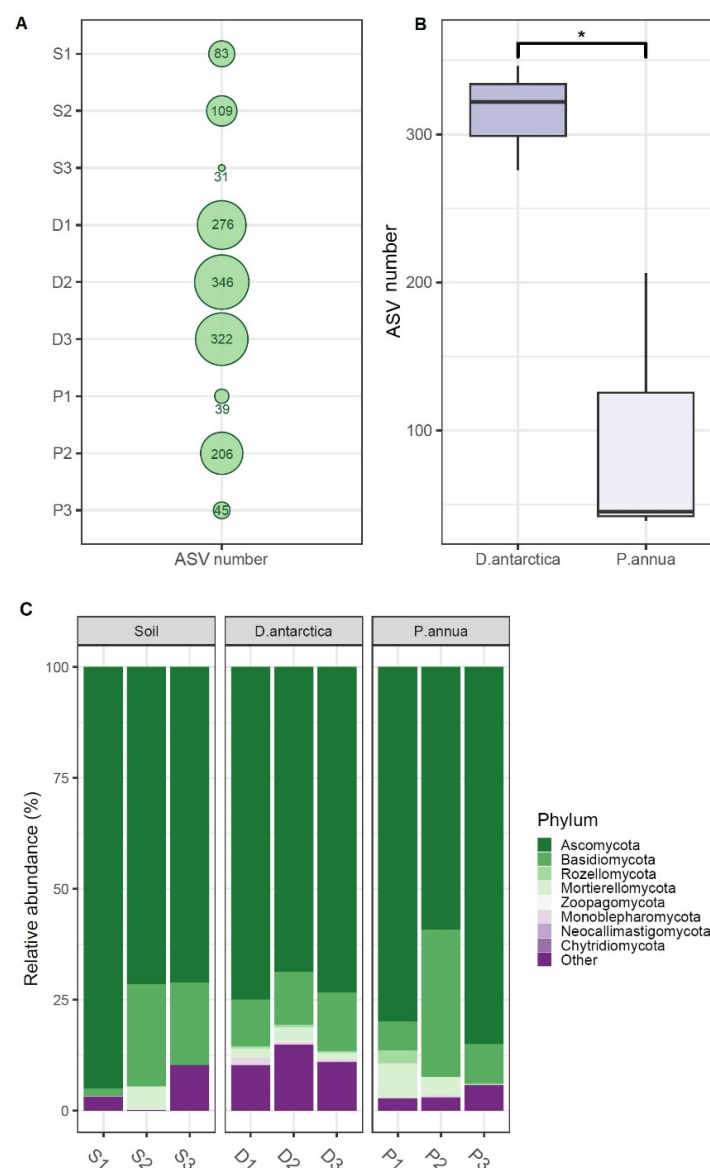 A
S1 83
S2 109
S3 31
D1 276
D2 346
D3 322
P1 39
P2 206
P3 45
ASV number
B
*
ASV number
300
200
100
D.antarctica P.annua
C
Soil D.antarctica P.annua
Relative abundance (%)
100
75
50
25
0
S1 S2 S3 D1 D2 D3 P1 P2 P3
Phylum
Ascomycota
Basidiomycota
Rozellomycota
Mortierellomycota
Zoopagomycota
Monoblepharomycota
Neocallimastigomycota
Chytridiomycota
Other